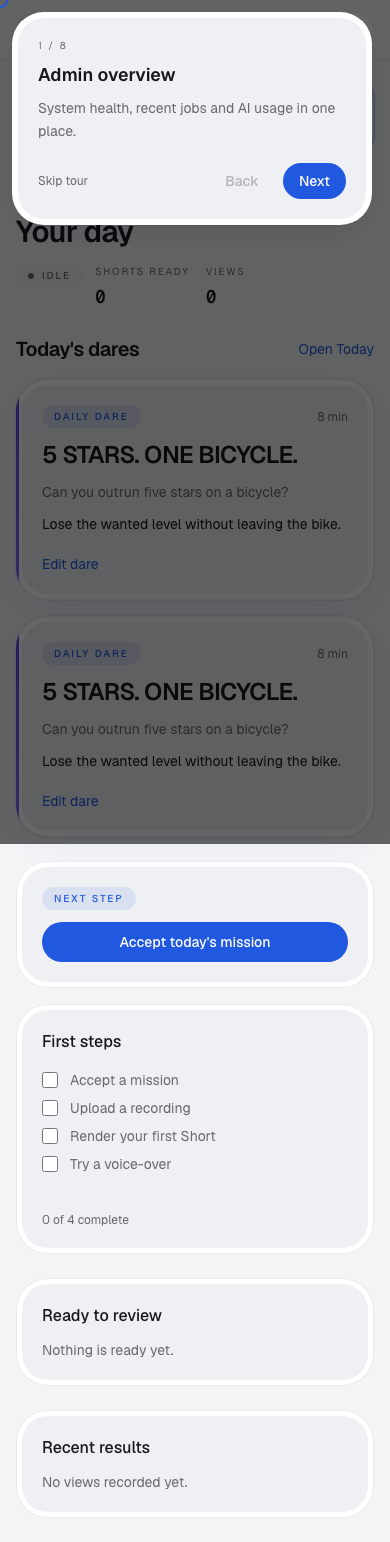 1 / 8
Admin overview
System health, recent jobs and AI usage in one
place.
Skip tour
Back
Next
Your day
IDLE
SHORTS READY
VIEWS
0
0
Today's dares
Open Today
DAILY DARE
8 min
5 STARS. ONE BICYCLE.
Can you outrun five stars on a bicycle?
Lose the wanted level without leaving the bike.
Edit dare
DAILY DARE
8 min
5 STARS. ONE BICYCLE.
Can you outrun five stars on a bicycle?
Lose the wanted level without leaving the bike.
Edit dare
NEXT STEP
Accept today's mission
First steps
Accept a mission
Upload a recording
Render your first Short
Try a voice-over
0 of 4 complete
Ready to review
Nothing is ready yet.
Recent results
No views recorded yet.